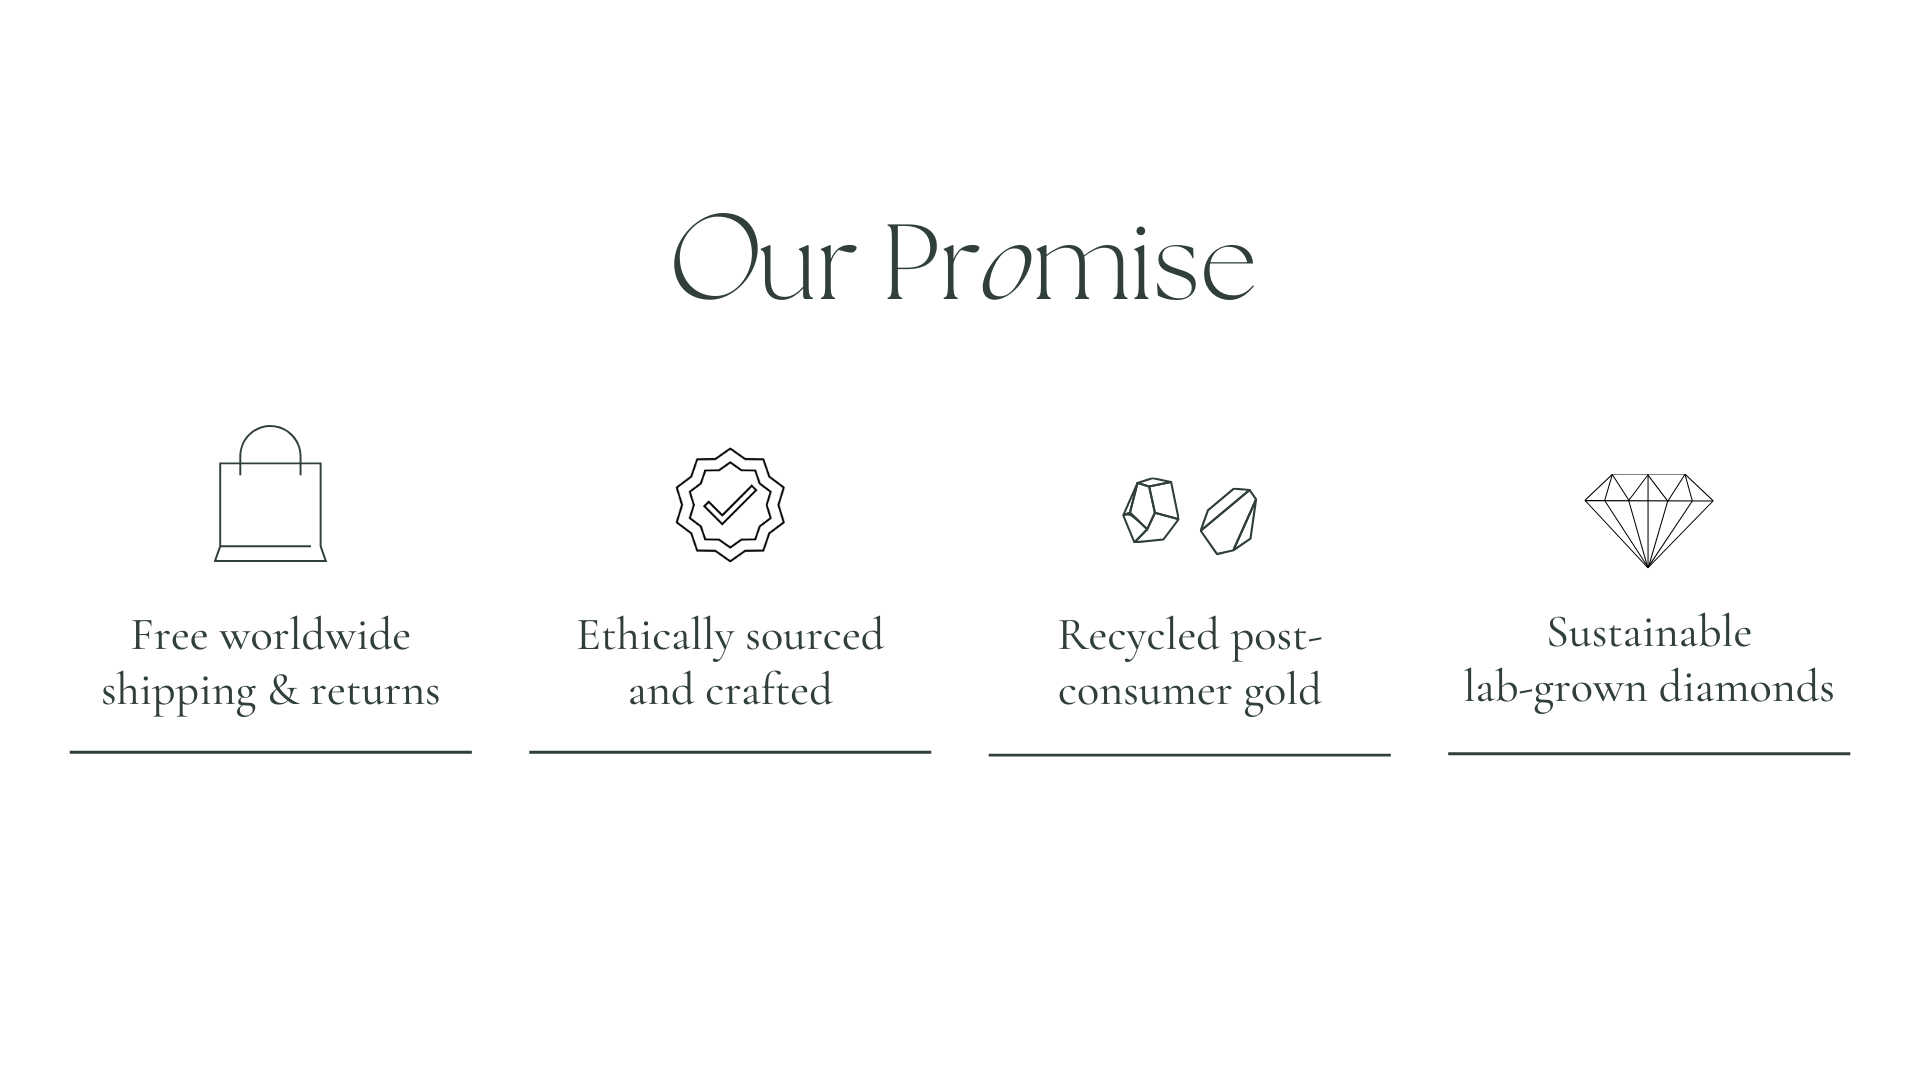 Our Promise
Free worldwide
shipping & returns
Ethically sourced
and crafted
Recycled post-
consumer gold
Sustainable
lab-grown diamonds